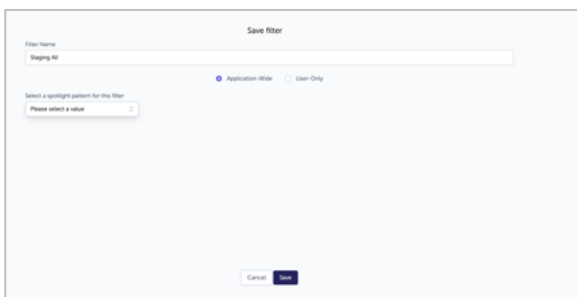 Save filter
Filter Name
Staging All
Application-Wide User-Only
Select a spotlight pattern for this filter
Please select a value
Cancel Save